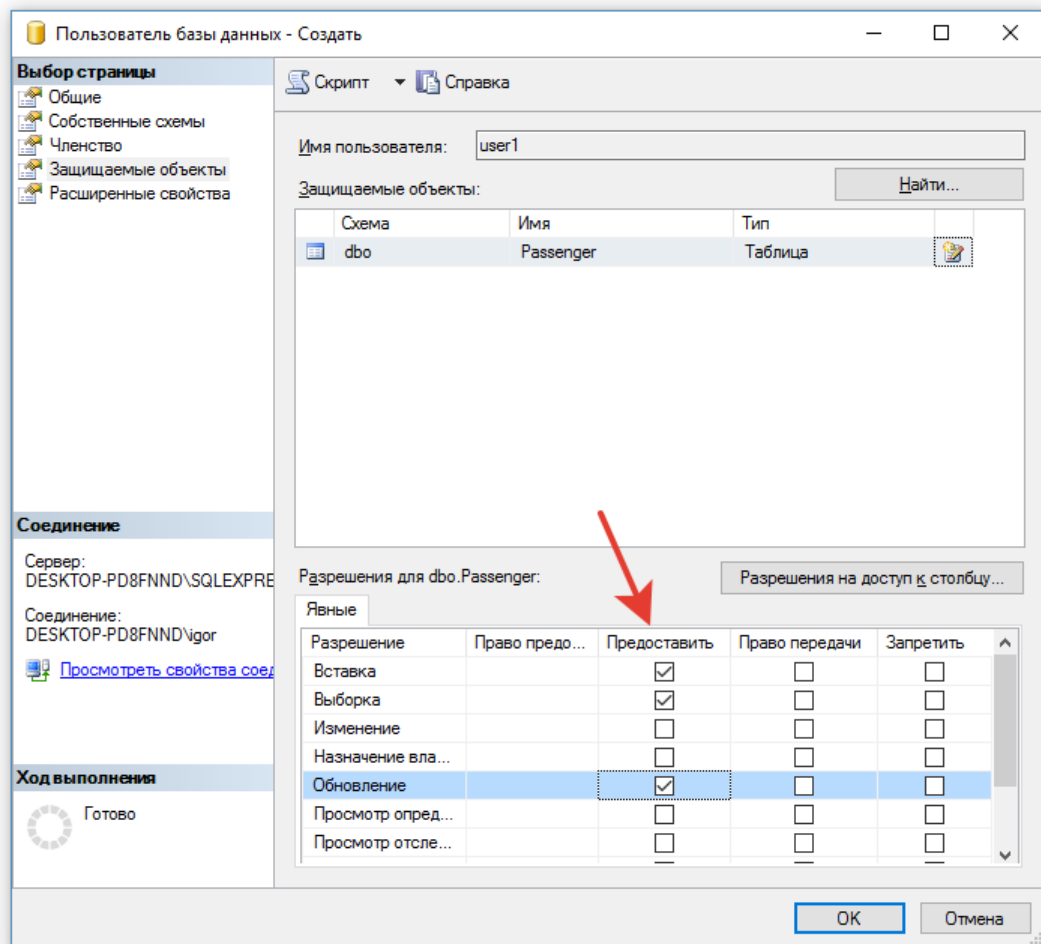 Пользователь базы данных - Создать
Выбор страницы
Общие
Собственные схемы
Членство
Защищаемые объекты
Расширенные свойства
Скрипт
Справка
Имя пользователя:
user1
Защищаемые объекты:
Найти...
Схема Имя Тип
dbo Passenger Таблица
Соединение
Сервер:
DESKTOP-PD8FNND\SQLEXPRE
Соединение:
DESKTOP-PD8FNND\igor
Просмотреть свойства соед
Ход выполнения
Готово
Разрешения для dbo.Passenger:
Разрешения на доступ к столбцу...
Явные
Разрешение Право предо... Предоставить Право передачи Запретить
Вставка
Выборка
Изменение
Назначение вла...
Обновление
Просмотр опред...
Просмотр отсле...
OK
Отмена